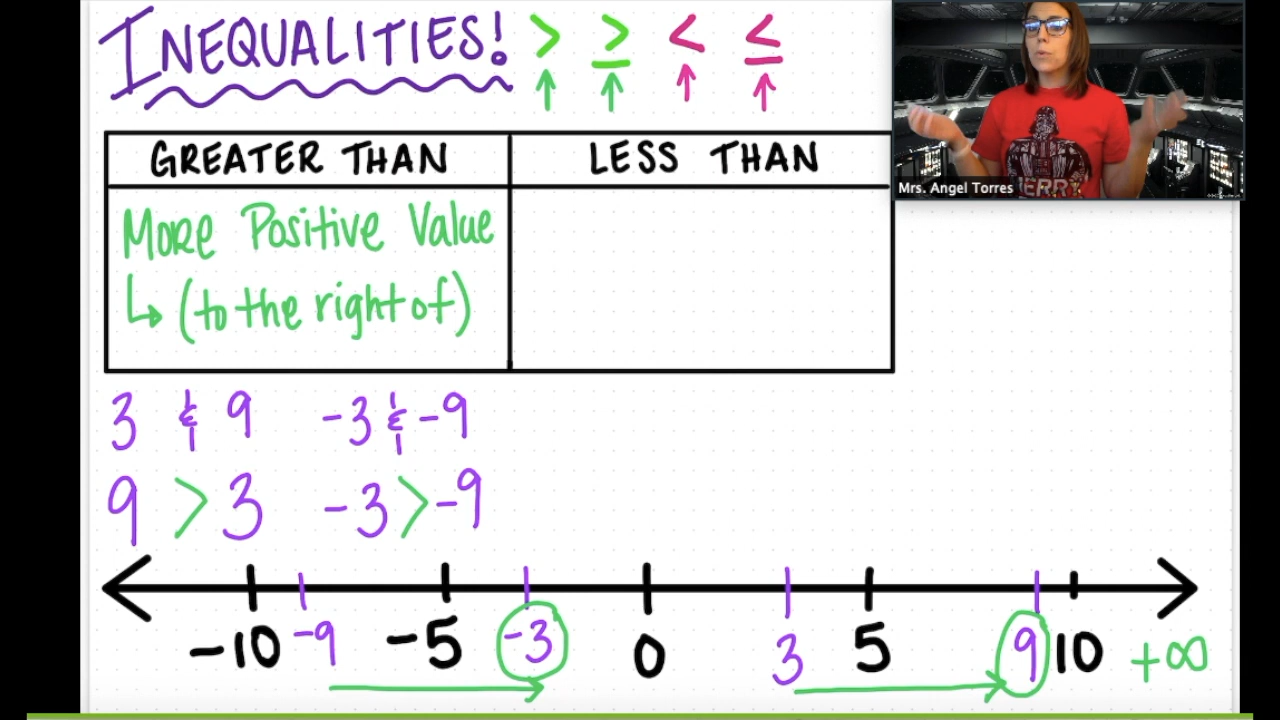 INEQUALITIES! > ≥ < ≤
GREATER THAN LESS THAN
More Positive Value
↳ (to the right of)
3 & 9 -3 & -9
9 > 3 -3 > -9
-10 -9 -5 -3 0 3 5 9 10 +∞
Mrs. Angel Torres
MERRY